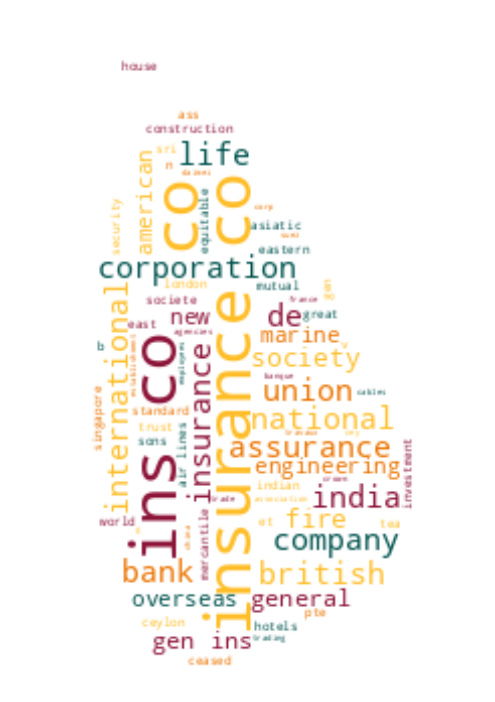 house
ass
construction
sri
life
n
american
co
co
equitable
security
corp
asiatic
eastern
corporation
london
mutual
societe
france
new
de
great
east
agencies
marine
b
international
ins co
insurance co
insurance
employees
establishments
society
banque
union
cables
singapore
standard
national
trust
sons
air lines
assurance
engineering
investment
crown
indian
india
trade
association
world
mercantile
china
et
fire
tea
company
bank
british
overseas
general
pte
ceylon
hotels
gen ins
trading
ceased